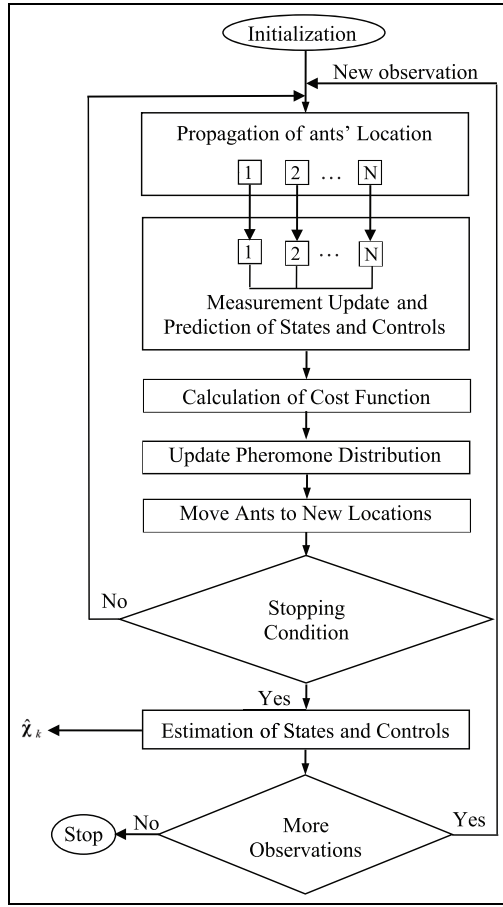 Initialization
New observation
Propagation of ants' Location
1 2 … N
1 2 … N
Measurement Update and
Prediction of States and Controls
Calculation of Cost Function
Update Pheromone Distribution
Move Ants to New Locations
No
Stopping
Condition
Yes
χ̂ₖ
Estimation of States and Controls
Stop
No
More
Observations
Yes